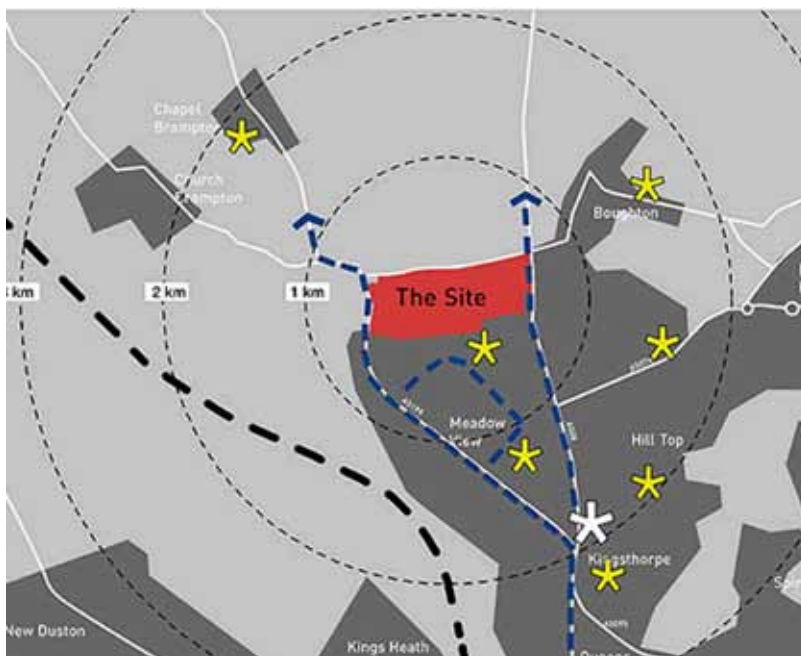 Chapel
Brampton
Church
Brampton
Boughton
3 km
2 km
1 km
The Site
Meadow
View
Hill Top
Kingsthorpe
New Duston
Kings Heath